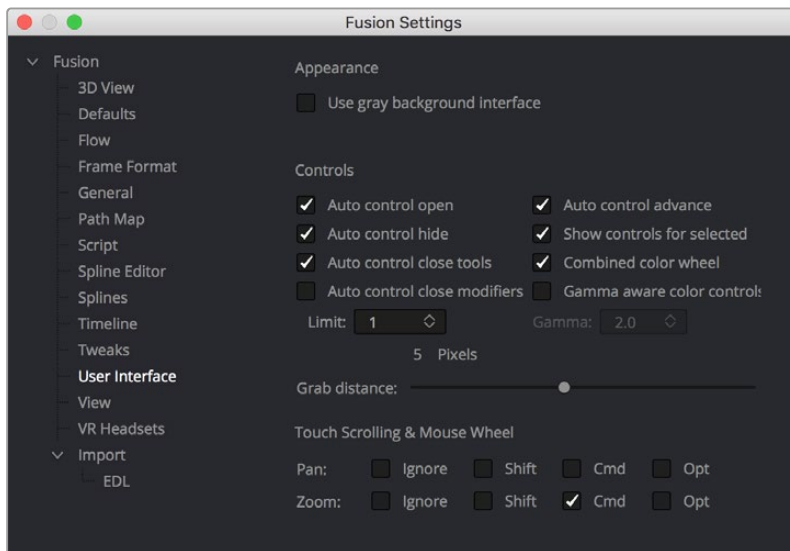 Fusion Settings
Fusion
3D View
Defaults
Flow
Frame Format
General
Path Map
Script
Spline Editor
Splines
Timeline
Tweaks
User Interface
View
VR Headsets
Import
EDL
Appearance
Use gray background interface
Controls
Auto control open
Auto control advance
Auto control hide
Show controls for selected
Auto control close tools
Combined color wheel
Auto control close modifiers
Gamma aware color controls
Limit: 1
Gamma: 2.0
5 Pixels
Grab distance:
Touch Scrolling & Mouse Wheel
Pan: Ignore Shift Cmd Opt
Zoom: Ignore Shift Cmd Opt